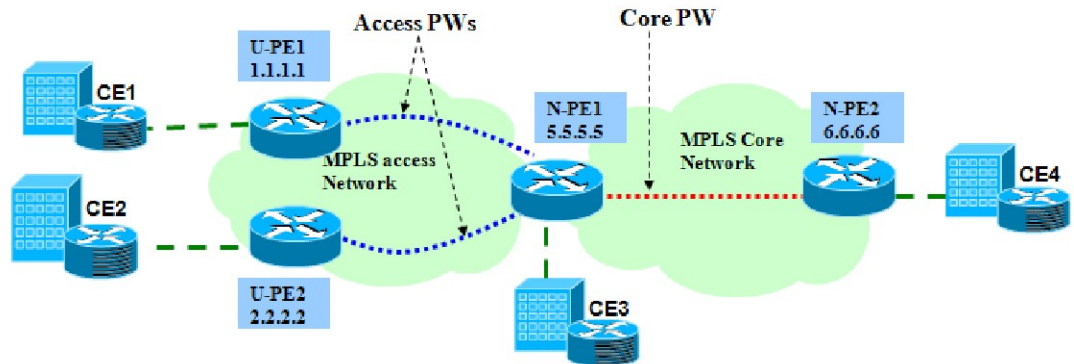 Access PWs
Core PW
U-PE1
1.1.1.1
CE1
N-PE1
5.5.5.5
N-PE2
6.6.6.6
MPLS access
Network
MPLS Core
Network
CE2
CE4
U-PE2
2.2.2.2
CE3